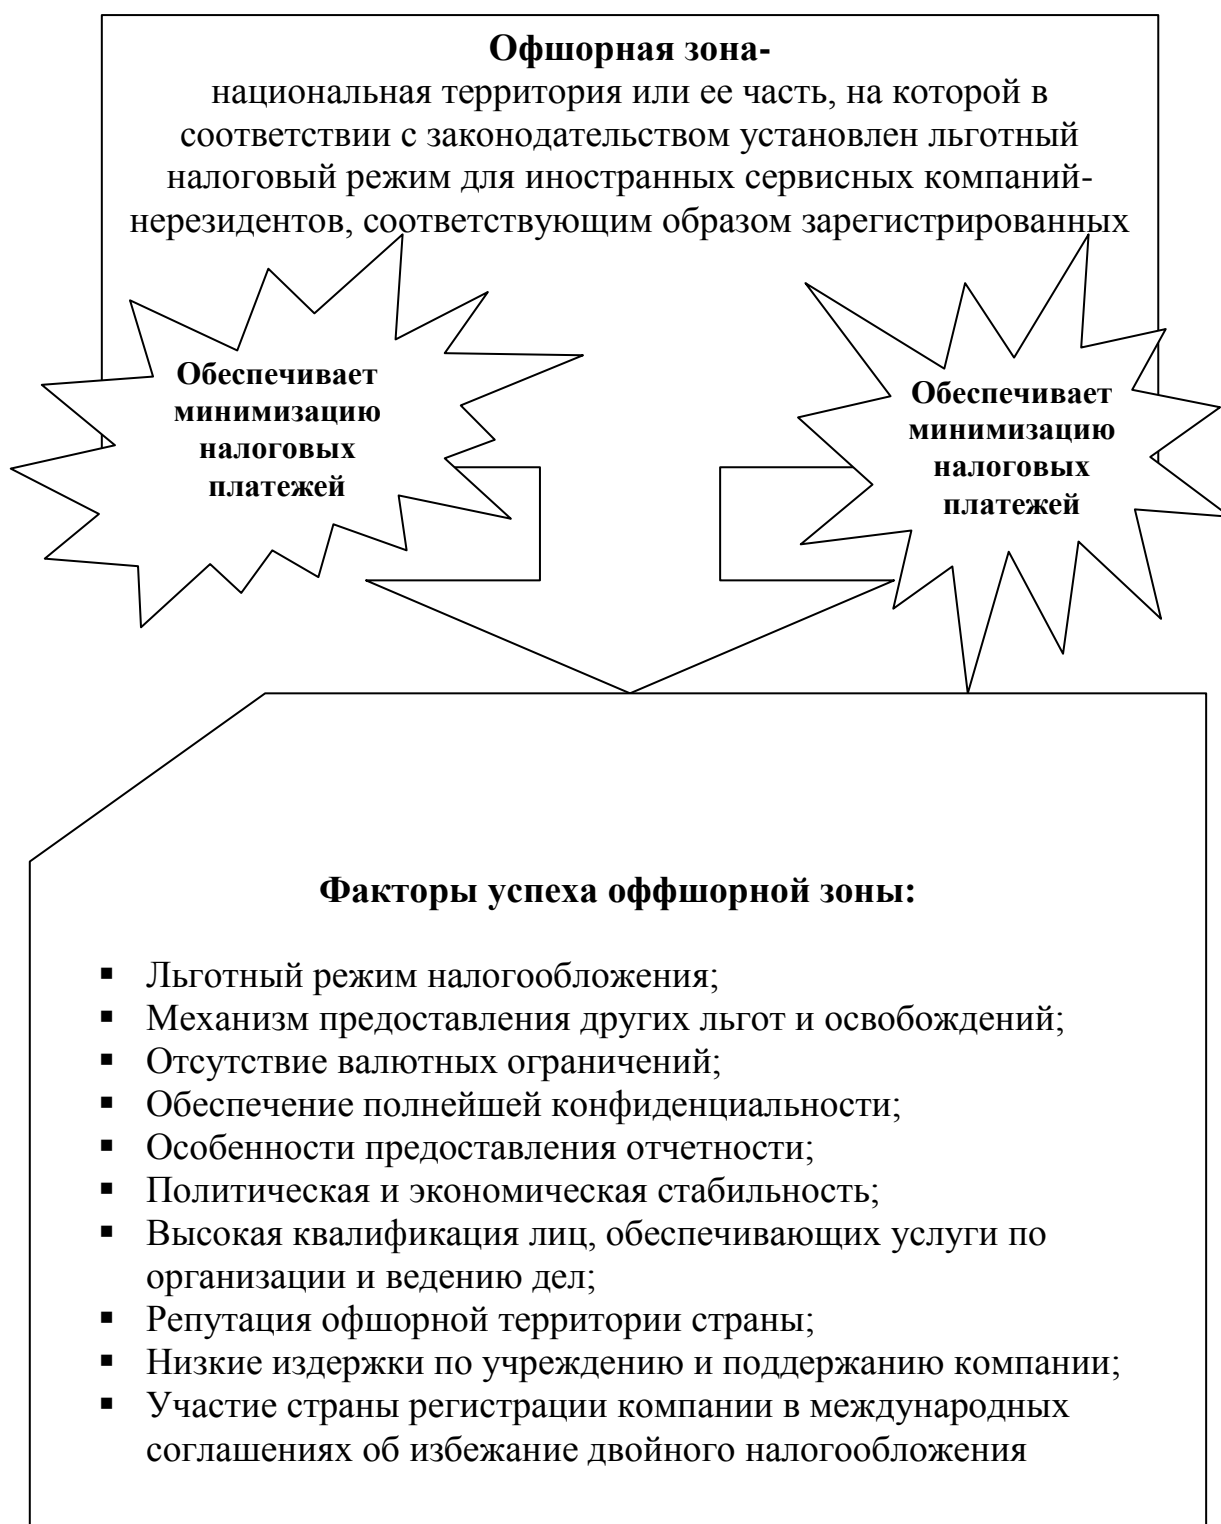 Офшорная зона-
национальная территория или ее часть, на которой в
соответствии с законодательством установлен льготный
налоговый режим для иностранных сервисных компаний-
нерезидентов, соответствующим образом зарегистрированных
Обеспечивает
минимизацию
налоговых
платежей
Обеспечивает
минимизацию
налоговых
платежей
Факторы успеха оффшорной зоны:
▪ Льготный режим налогообложения;
▪ Механизм предоставления других льгот и освобождений;
▪ Отсутствие валютных ограничений;
▪ Обеспечение полнейшей конфиденциальности;
▪ Особенности предоставления отчетности;
▪ Политическая и экономическая стабильность;
▪ Высокая квалификация лиц, обеспечивающих услуги по
организации и ведению дел;
▪ Репутация офшорной территории страны;
▪ Низкие издержки по учреждению и поддержанию компании;
▪ Участие страны регистрации компании в международных
соглашениях об избежание двойного налогообложения